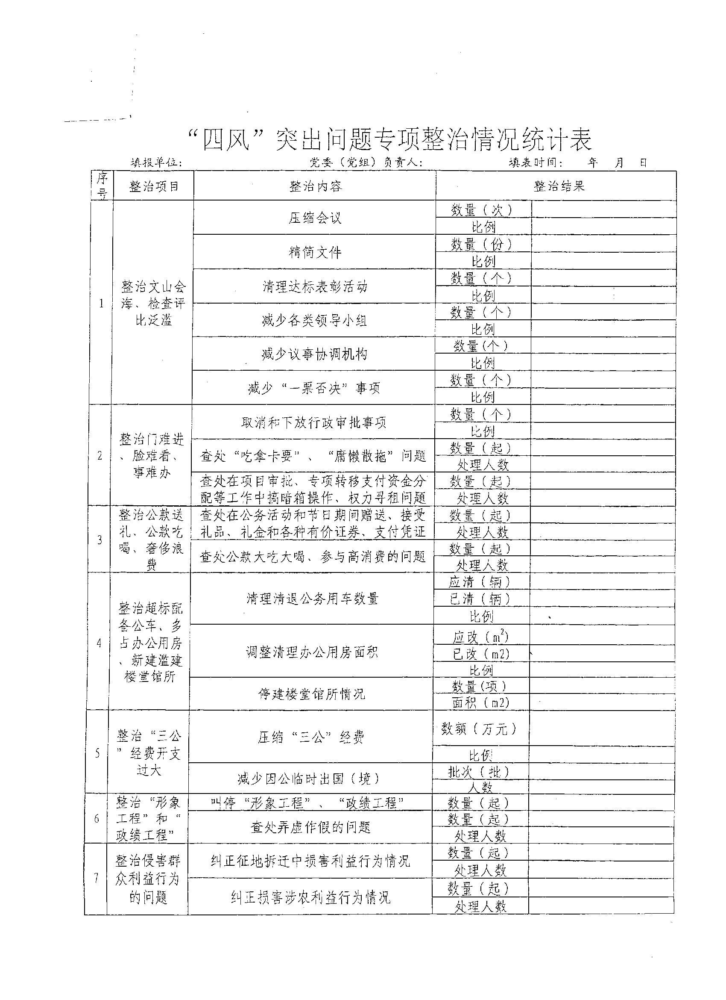 “四风”突出问题专项整治情况统计表
填报单位: 党委（党组）负责人: 填表时间: 年 月 日
序号 整治项目 整治内容 整治结果
1
整治文山会
海、检查评
比泛滥
压缩会议
数量（次）
比例
精简文件
数量（份）
比例
清理达标表彰活动
数量（个）
比例
减少各类领导小组
数量（个）
比例
减少议事协调机构
数量(个）
比例
减少“一票否决”事项
数量（个）
比例
2
整治门难进
、脸难看、
事难办
取消和下放行政审批事项
数量（个）
比例
查处“吃拿卡要”、“庸懒散拖”问题
数量（起）
处理人数
查处在项目审批、专项转移支付资金分
配等工作中搞暗箱操作、权力寻租问题
数量（起）
处理人数
3
整治公款送
礼、公款吃
喝、奢侈浪
费
查处在公务活动和节日期间赠送、接受
礼品、礼金和各种有价证券、支付凭证
数量（起）
处理人数
查处公款大吃大喝、参与高消费的问题
数量（起）
处理人数
4
整治超标配
备公车、多
占办公用房
、新建滥建
楼堂馆所
清理清退公务用车数量
应清（辆）
已清（辆）
比例
调整清理办公用房面积
应改（m²）
已改（m2）
比例
停建楼堂馆所情况
数量(项）
面积（m2）
5
整治“三公
”经费开支
过大
压缩“三公”经费
数额（万元）
比例
减少因公临时出国（境）
批次（批）
人数
6
整治“形象
工程”和“
政绩工程”
叫停“形象工程”、“政绩工程”
数量（起）
查处弄虚作假的问题
数量（起）
处理人数
7
整治侵害群
众利益行为
的问题
纠正征地拆迁中损害利益行为情况
数量（起）
处理人数
纠正损害涉农利益行为情况
数量（起）
处理人数